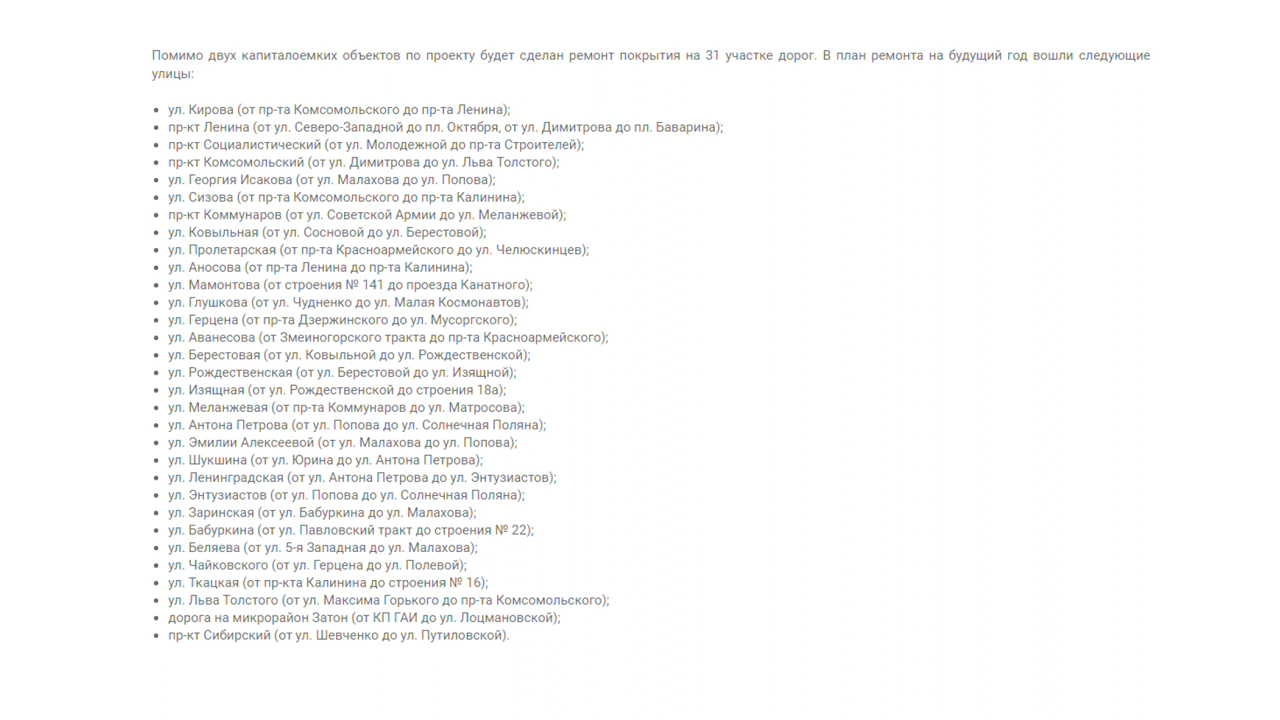 Помимо двух капиталоемких объектов по проекту будет сделан ремонт покрытия на 31 участке дорог. В план ремонта на будущий год вошли следующие
улицы:
• ул. Кирова (от пр-та Комсомольского до пр-та Ленина);
• пр-кт Ленина (от ул. Северо-Западной до пл. Октября, от ул. Димитрова до пл. Баварина);
• пр-кт Социалистический (от ул. Молодежной до пр-та Строителей);
• пр-кт Комсомольский (от ул. Димитрова до ул. Льва Толстого);
• ул. Георгия Исакова (от ул. Малахова до ул. Попова);
• ул. Сизова (от пр-та Комсомольского до пр-та Калинина);
• пр-кт Коммунаров (от ул. Советской Армии до ул. Меланжевой);
• ул. Ковыльная (от ул. Сосновой до ул. Берестовой);
• ул. Пролетарская (от пр-та Красноармейского до ул. Челюскинцев);
• ул. Аносова (от пр-та Ленина до пр-та Калинина);
• ул. Мамонтова (от строения № 141 до проезда Канатного);
• ул. Глушкова (от ул. Чудненко до ул. Малая Космонавтов);
• ул. Герцена (от пр-та Дзержинского до ул. Мусоргского);
• ул. Аванесова (от Змеиногорского тракта до пр-та Красноармейского);
• ул. Берестовая (от ул. Ковыльной до ул. Рождественской);
• ул. Рождественская (от ул. Берестовой до ул. Изящной);
• ул. Изящная (от ул. Рождественской до строения 18а);
• ул. Меланжевая (от пр-та Коммунаров до ул. Матросова);
• ул. Антона Петрова (от ул. Попова до ул. Солнечная Поляна);
• ул. Эмилии Алексеевой (от ул. Малахова до ул. Попова);
• ул. Шукшина (от ул. Юрина до ул. Антона Петрова);
• ул. Ленинградская (от ул. Антона Петрова до ул. Энтузиастов);
• ул. Энтузиастов (от ул. Попова до ул. Солнечная Поляна);
• ул. Заринская (от ул. Бабуркина до ул. Малахова);
• ул. Бабуркина (от ул. Павловский тракт до строения № 22);
• ул. Беляева (от ул. 5-я Западная до ул. Малахова);
• ул. Чайковского (от ул. Герцена до ул. Полевой);
• ул. Ткацкая (от пр-кта Калинина до строения № 16);
• ул. Льва Толстого (от ул. Максима Горького до пр-та Комсомольского);
• дорога на микрорайон Затон (от КП ГАИ до ул. Лоцмановской);
• пр-кт Сибирский (от ул. Шевченко до ул. Путиловской).